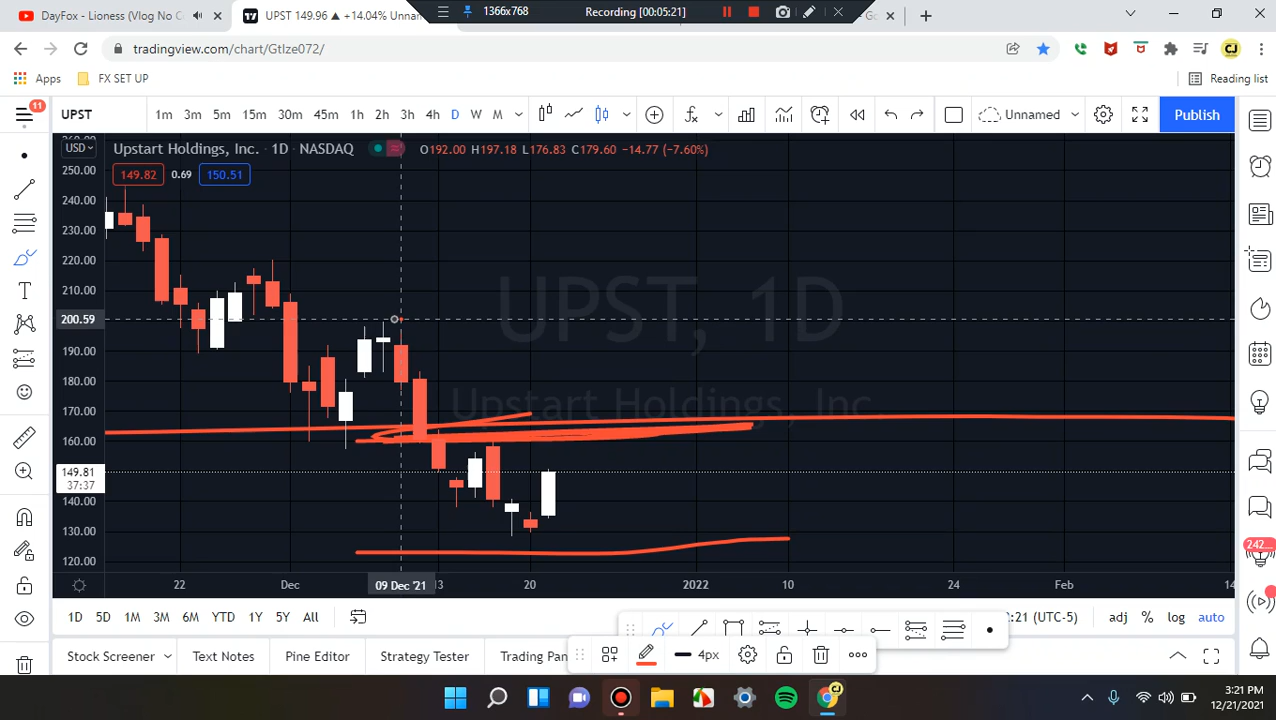 DayFox - Lioness (Vlog No C
UPST 149.96 ▲ +14.04% Unnam
1366x768
Recording [00:05:21]
tradingview.com/chart/GtIze072/
CJ
Apps
FX SET UP
Reading list
11
UPST
1m 3m 5m 15m 30m 45m 1h 2h 3h 4h D W M
Unnamed
Publish
USD
Upstart Holdings, Inc. · 1D · NASDAQ
O192.00 H197.18 L176.83 C179.60 −14.77 (−7.60%)
149.82
0.69
150.51
260.00
250.00
240.00
230.00
220.00
210.00
200.59
190.00
180.00
170.00
160.00
149.81
37:37
140.00
130.00
120.00
UPST, 1D
Upstart Holdings, Inc.
242
22
Dec
09 Dec '21
13
20
2022
10
24
Feb
14
1D 5D 1M 3M 6M YTD 1Y 5Y All
:21 (UTC-5)
adj
%
log
auto
4px
Stock Screener
Text Notes
Pine Editor
Strategy Tester
Trading Pan
3:21 PM
12/21/2021